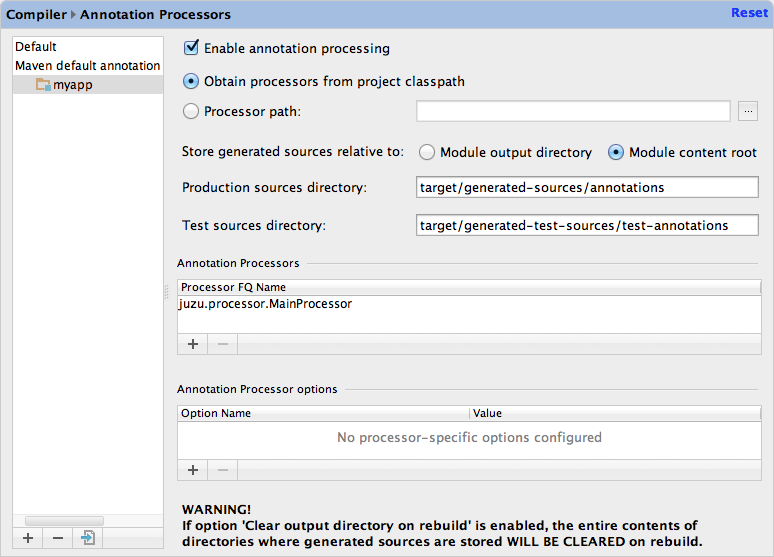 Compiler ▸ Annotation Processors
Reset
Default
Maven default annotation
myapp
Enable annotation processing
Obtain processors from project classpath
Processor path:
...
Store generated sources relative to:
Module output directory
Module content root
Production sources directory:
target/generated-sources/annotations
Test sources directory:
target/generated-test-sources/test-annotations
Annotation Processors
Processor FQ Name
juzu.processor.MainProcessor
Annotation Processor options
Option Name
Value
No processor-specific options configured
WARNING!
If option 'Clear output directory on rebuild' is enabled, the entire contents of
directories where generated sources are stored WILL BE CLEARED on rebuild.